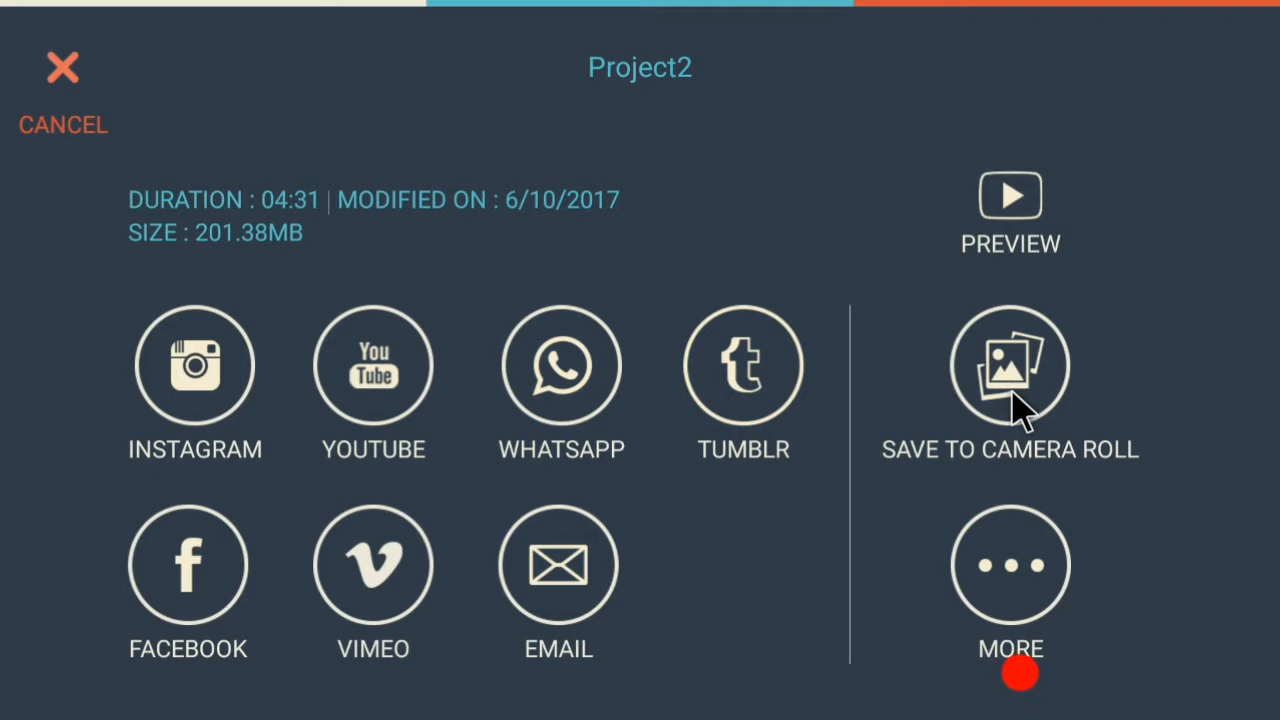 Project2
CANCEL
DURATION : 04:31 | MODIFIED ON : 6/10/2017
SIZE : 201.38MB
PREVIEW
You
Tube
INSTAGRAM YOUTUBE WHATSAPP TUMBLR SAVE TO CAMERA ROLL
FACEBOOK VIMEO EMAIL MORE